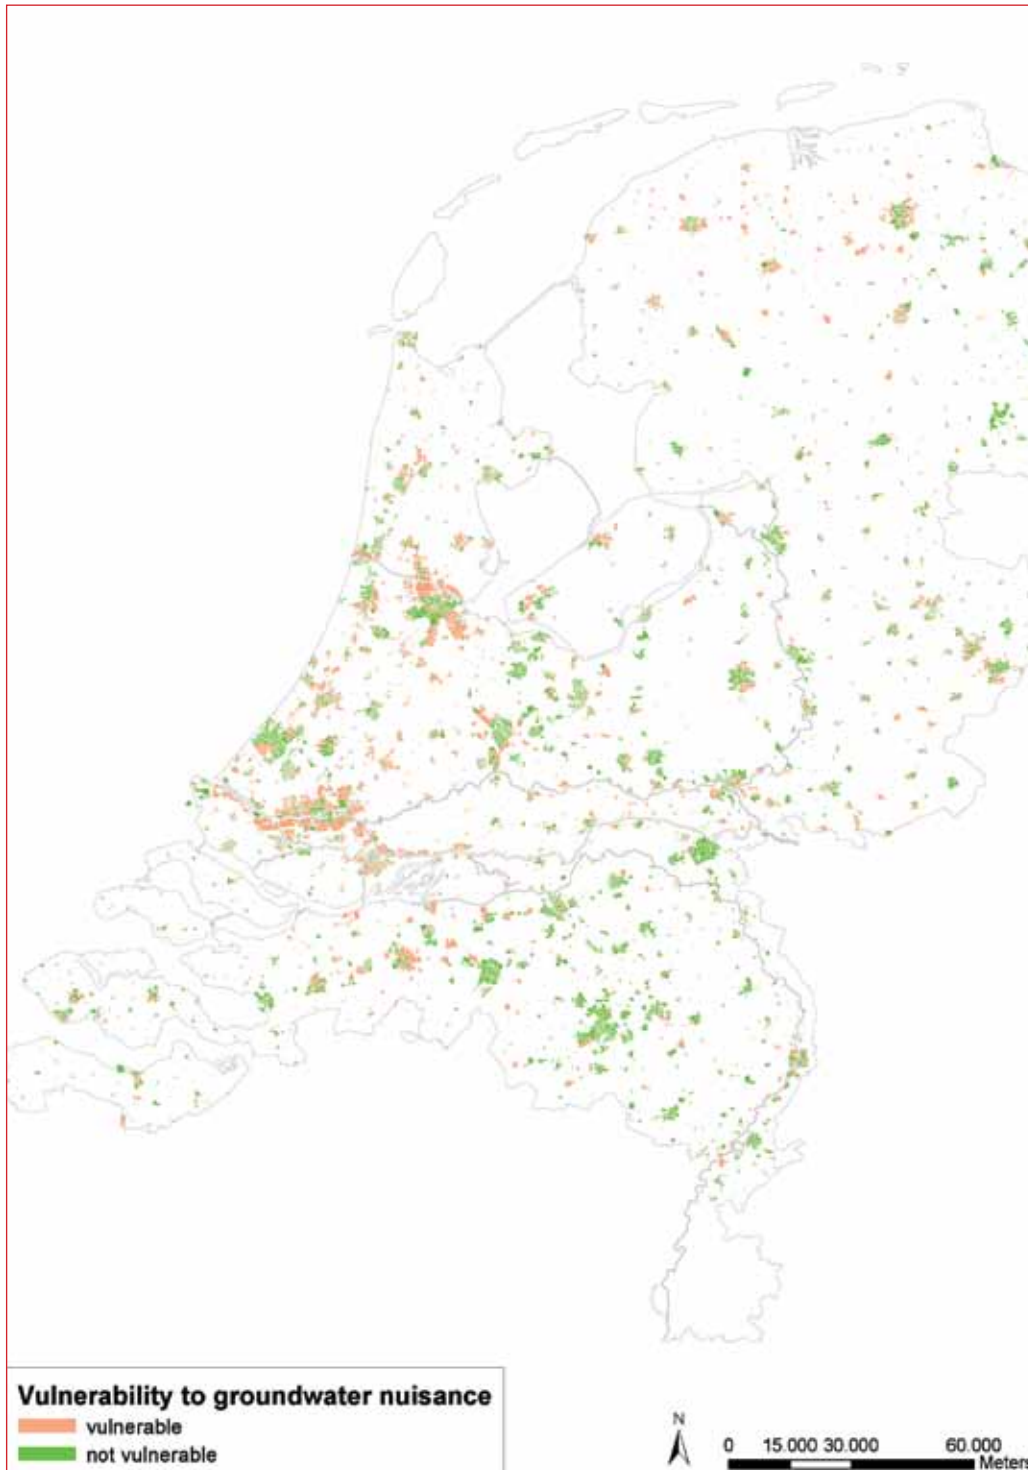 Vulnerability to groundwater nuisance
vulnerable
not vulnerable
N
0 15.000 30.000 60.000
Meters